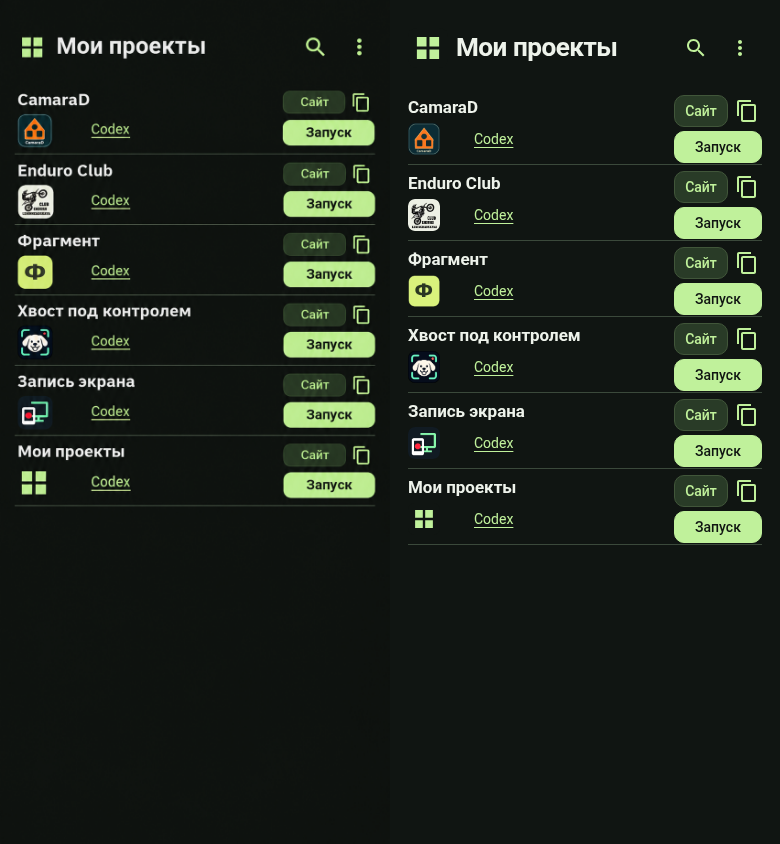 Мои проекты
CamaraD
Сайт
Codex
Запуск
Enduro Club
Сайт
Codex
Запуск
Фрагмент
Сайт
Ф
Codex
Запуск
Хвост под контролем
Сайт
Codex
Запуск
Запись экрана
Сайт
Codex
Запуск
Мои проекты
Сайт
Codex
Запуск
Мои проекты
CamaraD
Сайт
Codex
Запуск
Enduro Club
Сайт
Codex
Запуск
Фрагмент
Сайт
Ф
Codex
Запуск
Хвост под контролем
Сайт
Codex
Запуск
Запись экрана
Сайт
Codex
Запуск
Мои проекты
Сайт
Codex
Запуск